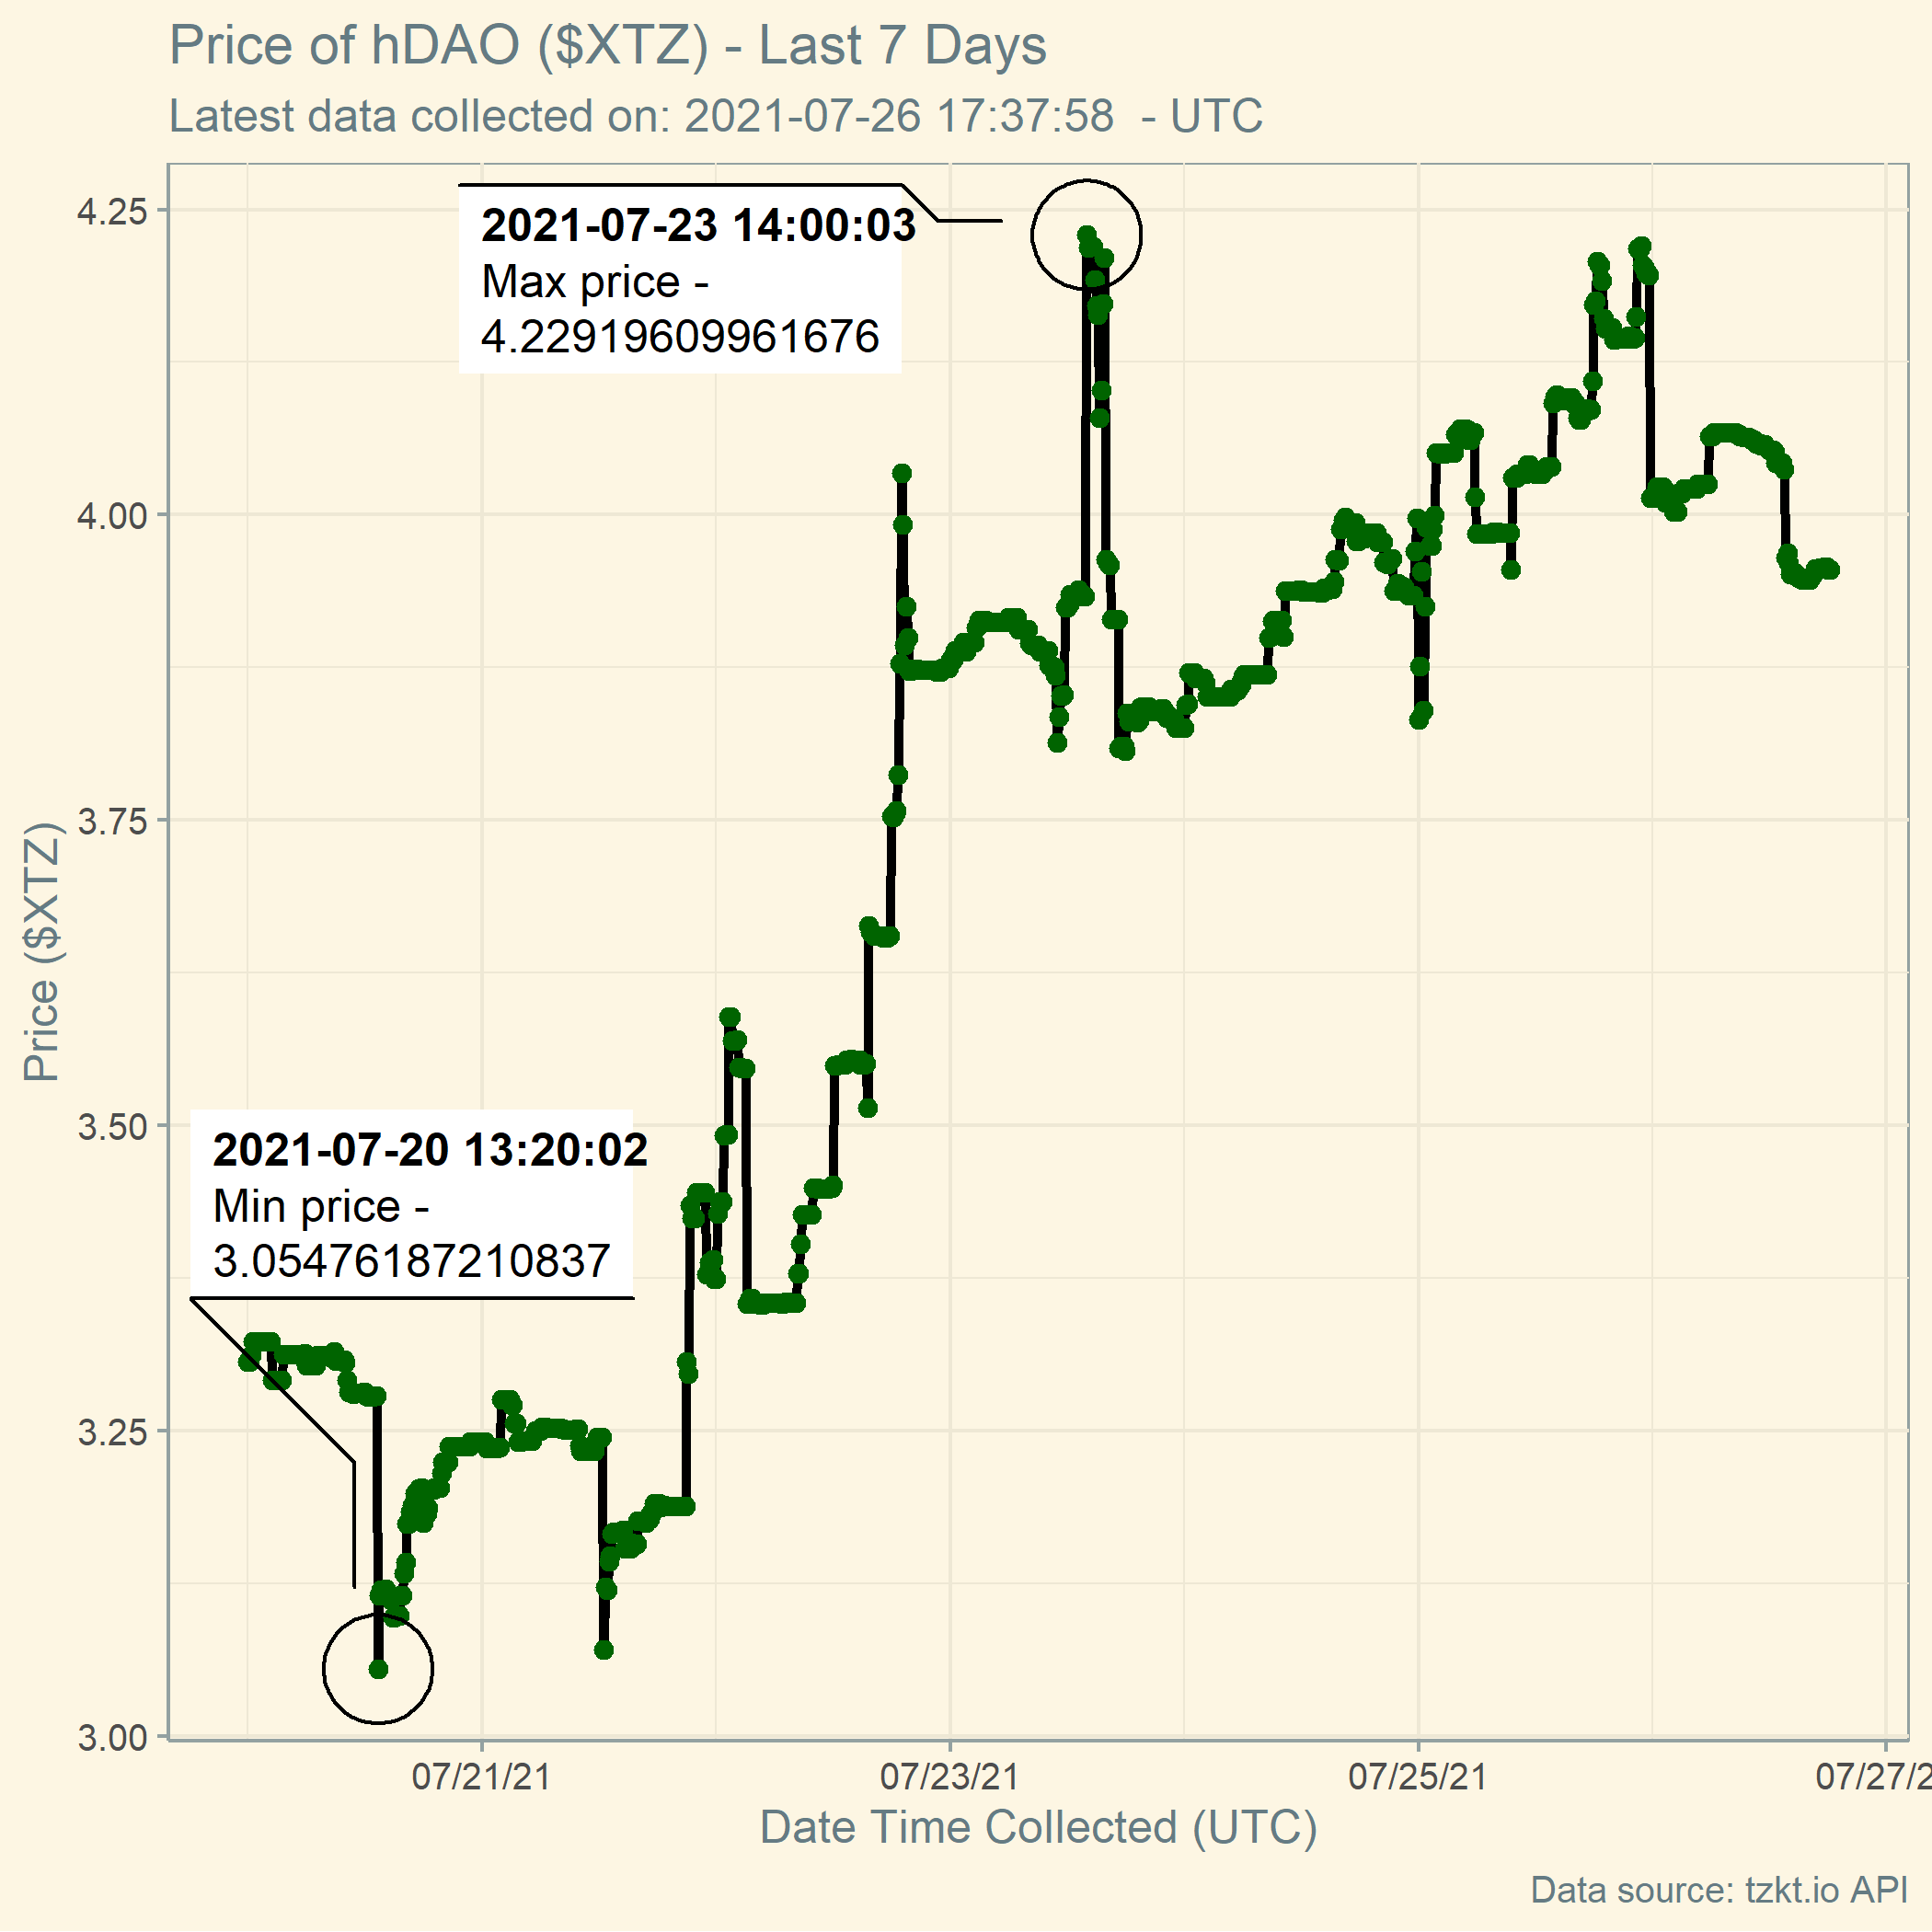 Price of hDAO ($XTZ) - Last 7 Days
Latest data collected on: 2021-07-26 17:37:58 - UTC
4.25
4.00
3.75
3.50
3.25
3.00
Price ($XTZ)
2021-07-23 14:00:03
Max price -
4.22919609961676
2021-07-20 13:20:02
Min price -
3.05476187210837
07/21/21
07/23/21
07/25/21
07/27/2
Date Time Collected (UTC)
Data source: tzkt.io API